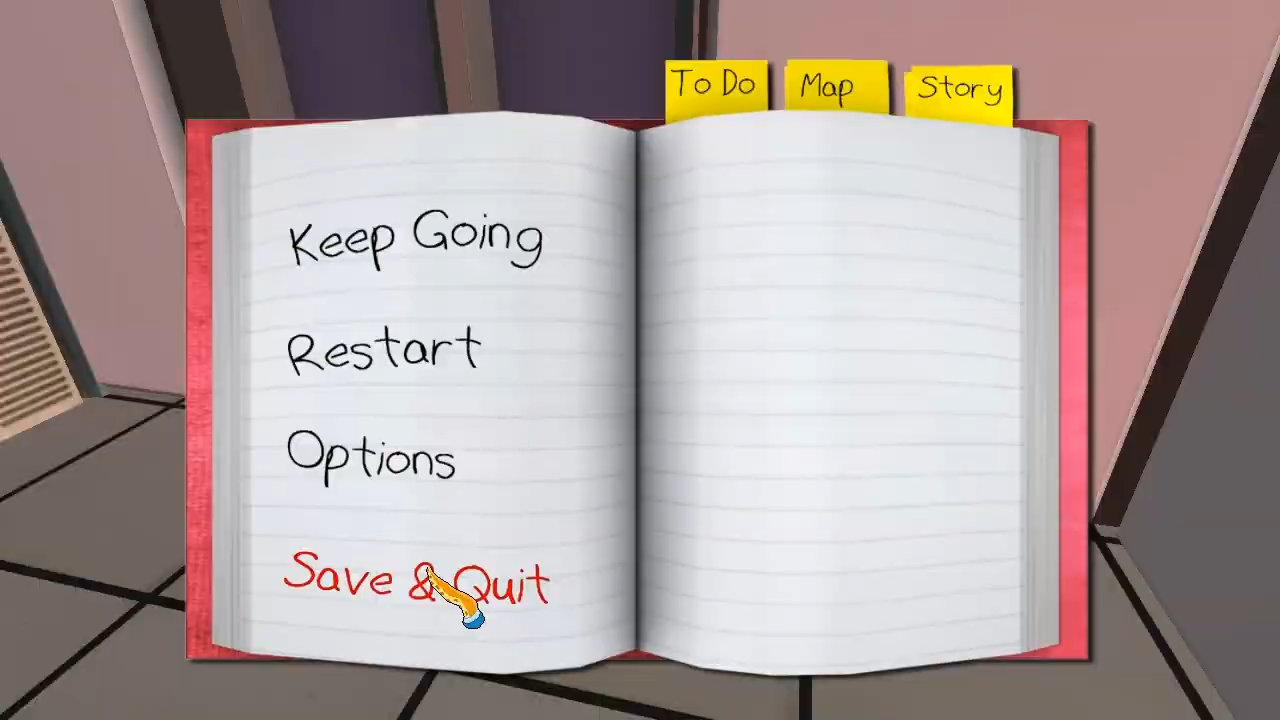 To Do
Map
Story
Keep Going
Restart
Options
Save & Quit